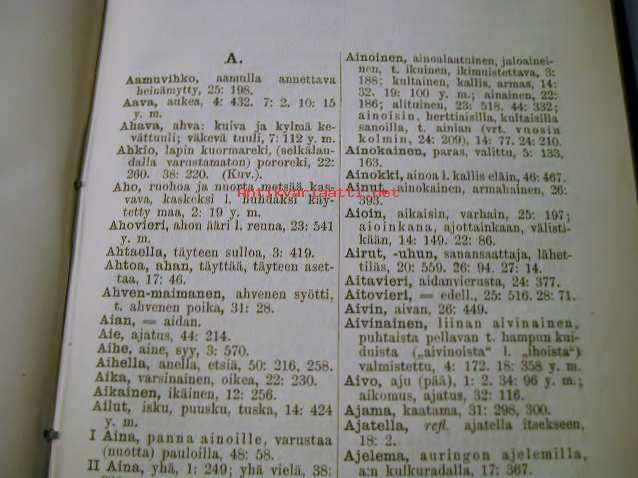 A.
Aamuvihko, aamulla annettava
heinämytty, 25: 198.
Aava, aukea, 4: 432. 7: 2. 10: 15
y. m.
Ahava, ahva: kuiva ja kylmä ke-
vättuuli; väkevä tuuli, 7: 112 y. m.
Ahkio, lapin kuormareki, (selkälau-
dalla varustamaton) pororeki, 22:
260. 38: 220. (Kuv.).
Aho, ruohoa ja nuorta metsää kas-
vava, kaskeksi l. huhdaksi käy-
tetty maa, 2: 19 y. m.
Ahovieri, ahon ääri l. reuna, 23: 541
y. m.
Ahtaella, täyteen sulloa, 3: 419.
Ahtoa, ahan, täyttää, täyteen aset-
taa, 17: 46.
Ahven-maimanen, ahvenen syötti,
t. ahvenen poika, 31: 28.
Aian, = aidan.
Aie, ajatus, 44: 214.
Aihe, aine, syy, 3: 570.
Aihella, anella, etsiä, 50: 216, 258.
Aika, varsinainen, oikea, 22: 230.
Aikainen, ikäinen, 12: 256.
Ailut, isku, puusku, tuska, 14: 424
y. m.
I Aina, panna ainoille, varustaa
(nuotta) pauloilla, 48: 58.
II Aina, yhä, 1: 249; yhä vielä, 38:
Ainoinen, ainoalaatuinen, jaloainei-
nen, t. ikuinen, ikimuistettava, 3:
188; kultainen, kallis, armas, 14:
32. 19: 100 y. m.; ainainen, 22:
186; alituinen, 23: 518. 44: 332;
ainoisin, herttiaisilla, kultaisilla
sanoilla, t. ainian (vrt. vuosin
kolmin, 24: 209), 14: 77. 24: 210.
Ainokainen, paras, valittu, 5: 133,
163.
Ainokki, ainoa l. kallis eläin, 46: 467.
Ainut, ainokainen, armahainen, 26:
393.
Aioin, aikaisin, varhain, 25: 197;
aioinkana, ajottainkaan, välisti-
kään, 14: 149. 22: 86.
Airut, -uhun, sanansaattaja, lähet-
tiläs, 20: 559. 26: 94. 27: 14.
Aitavieri, aidanvierusta, 24: 377.
Aitovieri, = edell., 25: 516. 28: 71.
Aivin, aivan, 26: 449.
Aivinainen, liinan aivinainen,
puhtaista pellavan t. hampun kui-
duista („aivinoista“ l. „ihoista“)
valmistettu, 4: 172. 18: 358 y. m.
Aivo, aju (pää), 1: 2. 34: 96 y. m.;
aikomus, ajatus, 32: 116.
Ajama, kaatama, 31: 298, 300.
Ajatella, refl. ajatella itsekseen,
18: 2.
Ajelema, auringon ajelemilla,
a:n kulkuradalla, 17: 367.
Antikvariaatti.net